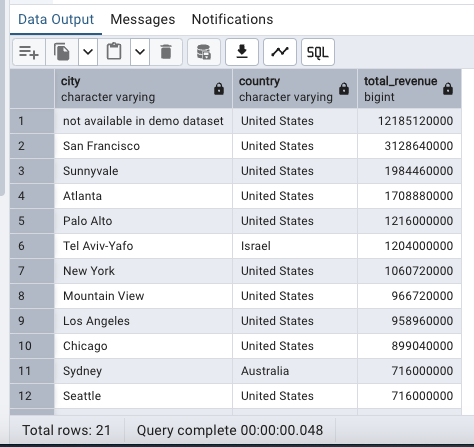 Data Output Messages Notifications
SQL
city country total_revenue
character varying character varying bigint
1 not available in demo dataset United States 12185120000
2 San Francisco United States 3128640000
3 Sunnyvale United States 1984460000
4 Atlanta United States 1708880000
5 Palo Alto United States 1216000000
6 Tel Aviv-Yafo Israel 1204000000
7 New York United States 1060720000
8 Mountain View United States 966720000
9 Los Angeles United States 958960000
10 Chicago United States 899040000
11 Sydney Australia 716000000
12 Seattle United States 716000000
Total rows: 21 Query complete 00:00:00.048